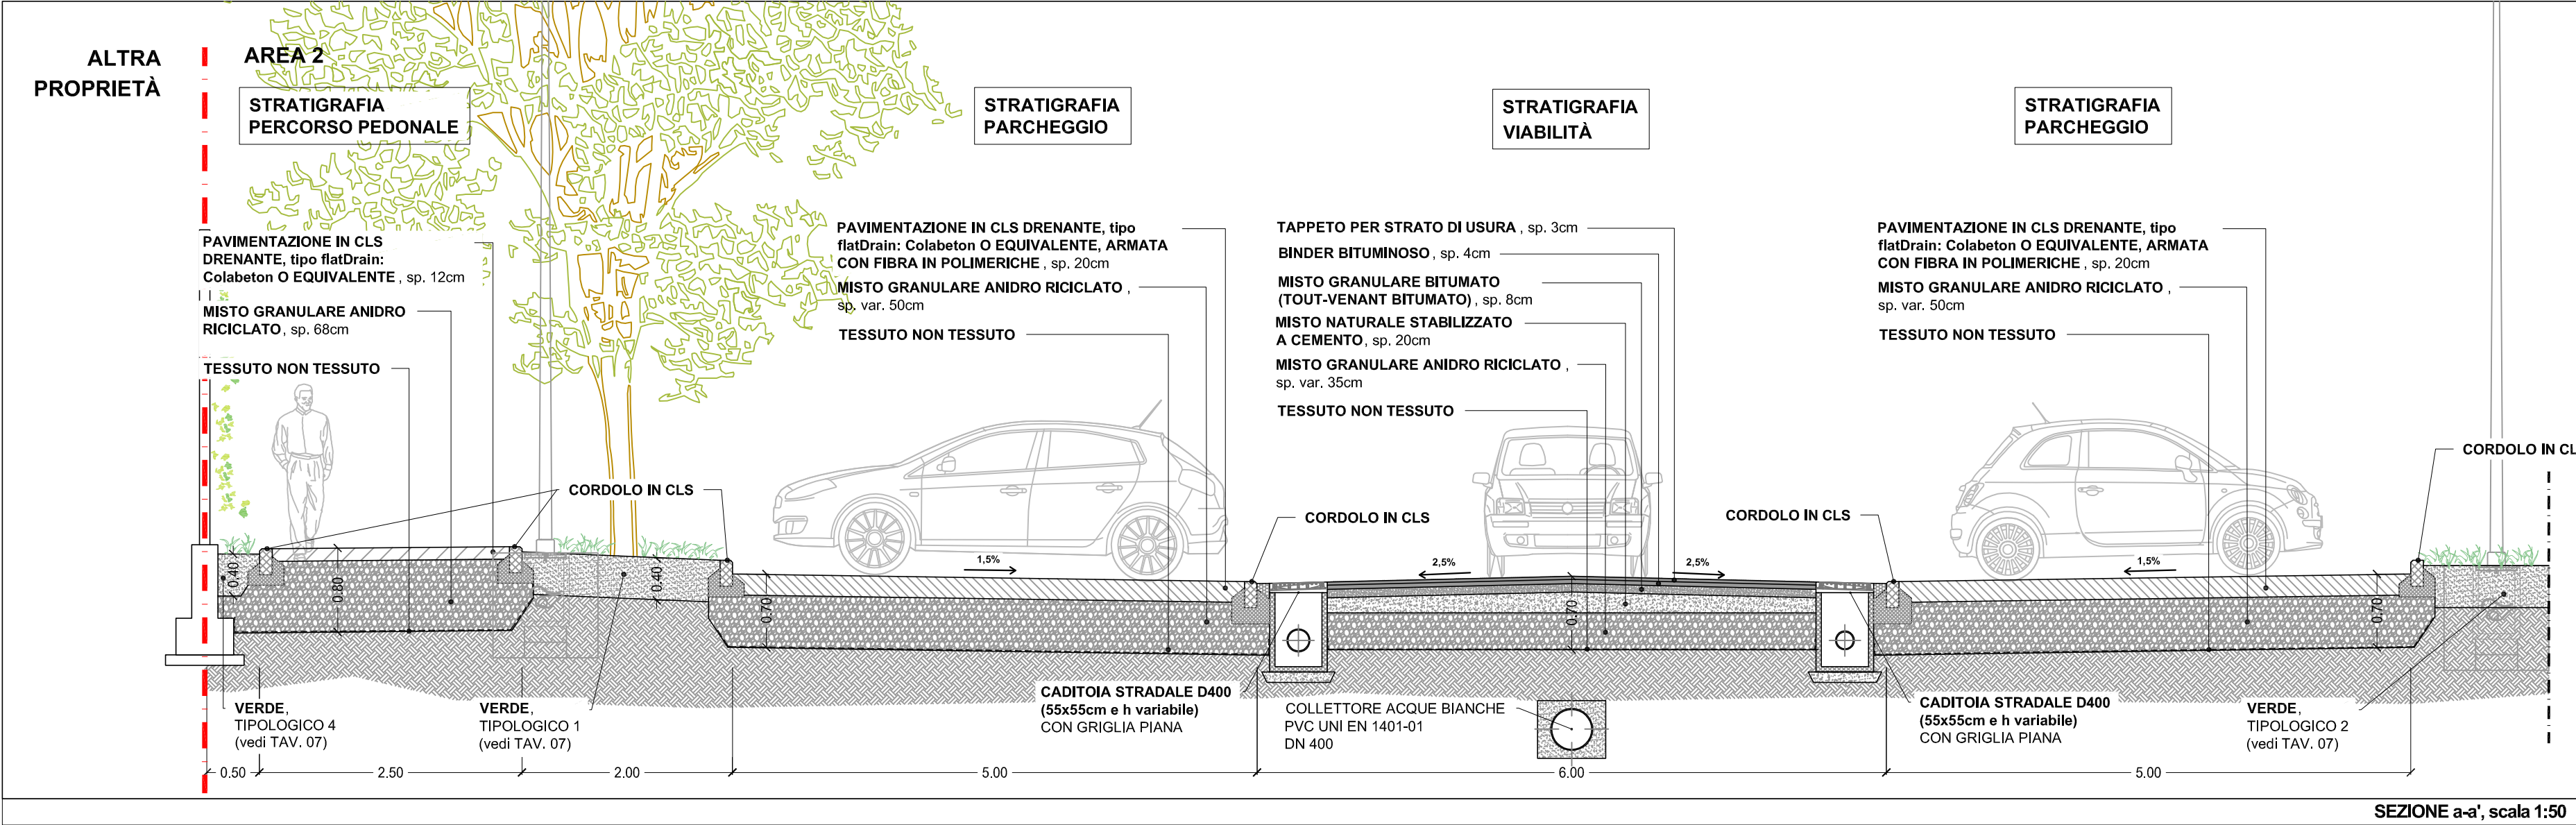 ALTRA
PROPRIETÀ
AREA 2
STRATIGRAFIA
PERCORSO PEDONALE
STRATIGRAFIA
PARCHEGGIO
STRATIGRAFIA
VIABILITÀ
STRATIGRAFIA
PARCHEGGIO
PAVIMENTAZIONE IN CLS
DRENANTE, tipo flatDrain:
Colabeton O EQUIVALENTE , sp. 12cm
MISTO GRANULARE ANIDRO
RICICLATO , sp. 68cm
TESSUTO NON TESSUTO
PAVIMENTAZIONE IN CLS DRENANTE, tipo
flatDrain: Colabeton O EQUIVALENTE, ARMATA
CON FIBRA IN POLIMERICHE , sp. 20cm
MISTO GRANULARE ANIDRO RICICLATO ,
sp. var. 50cm
TESSUTO NON TESSUTO
TAPPETO PER STRATO DI USURA , sp. 3cm
BINDER BITUMINOSO , sp. 4cm
MISTO GRANULARE BITUMATO
(TOUT-VENANT BITUMATO) , sp. 8cm
MISTO NATURALE STABILIZZATO
A CEMENTO, sp. 20cm
MISTO GRANULARE ANIDRO RICICLATO ,
sp. var. 35cm
TESSUTO NON TESSUTO
PAVIMENTAZIONE IN CLS DRENANTE, tipo
flatDrain: Colabeton O EQUIVALENTE, ARMATA
CON FIBRA IN POLIMERICHE , sp. 20cm
MISTO GRANULARE ANIDRO RICICLATO ,
sp. var. 50cm
TESSUTO NON TESSUTO
CORDOLO IN CLS
CORDOLO IN CLS
CORDOLO IN CLS
CORDOLO IN CL
1,5%
2,5%
2,5%
1,5%
0.40
0.80
0.40
0.70
0.70
0.70
VERDE,
TIPOLOGICO 4
(vedi TAV. 07)
VERDE,
TIPOLOGICO 1
(vedi TAV. 07)
CADITOIA STRADALE D400
(55x55cm e h variabile)
CON GRIGLIA PIANA
COLLETTORE ACQUE BIANCHE
PVC UNI EN 1401-01
DN 400
CADITOIA STRADALE D400
(55x55cm e h variabile)
CON GRIGLIA PIANA
VERDE,
TIPOLOGICO 2
(vedi TAV. 07)
0.50
2.50
2.00
5.00
6.00
5.00
SEZIONE a-a', scala 1:50